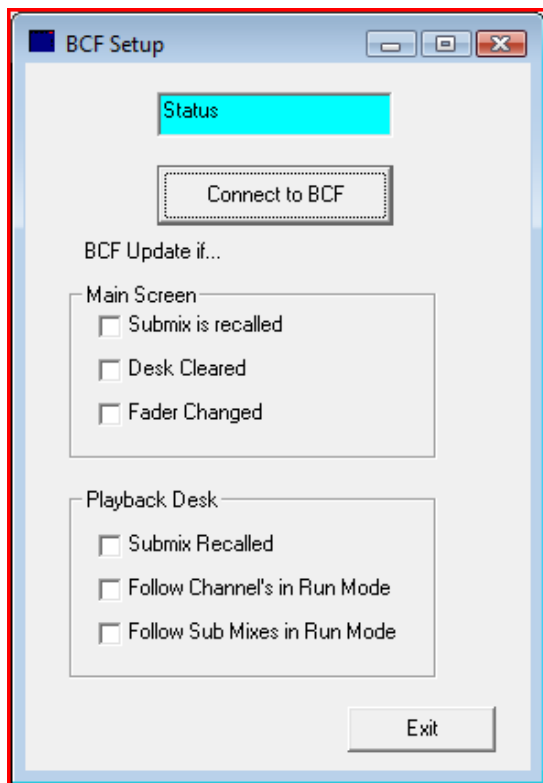 BCF Setup
Status
Connect to BCF
BCF Update if...
Main Screen
Submix is recalled
Desk Cleared
Fader Changed
Playback Desk
Submix Recalled
Follow Channel's in Run Mode
Follow Sub Mixes in Run Mode
Exit